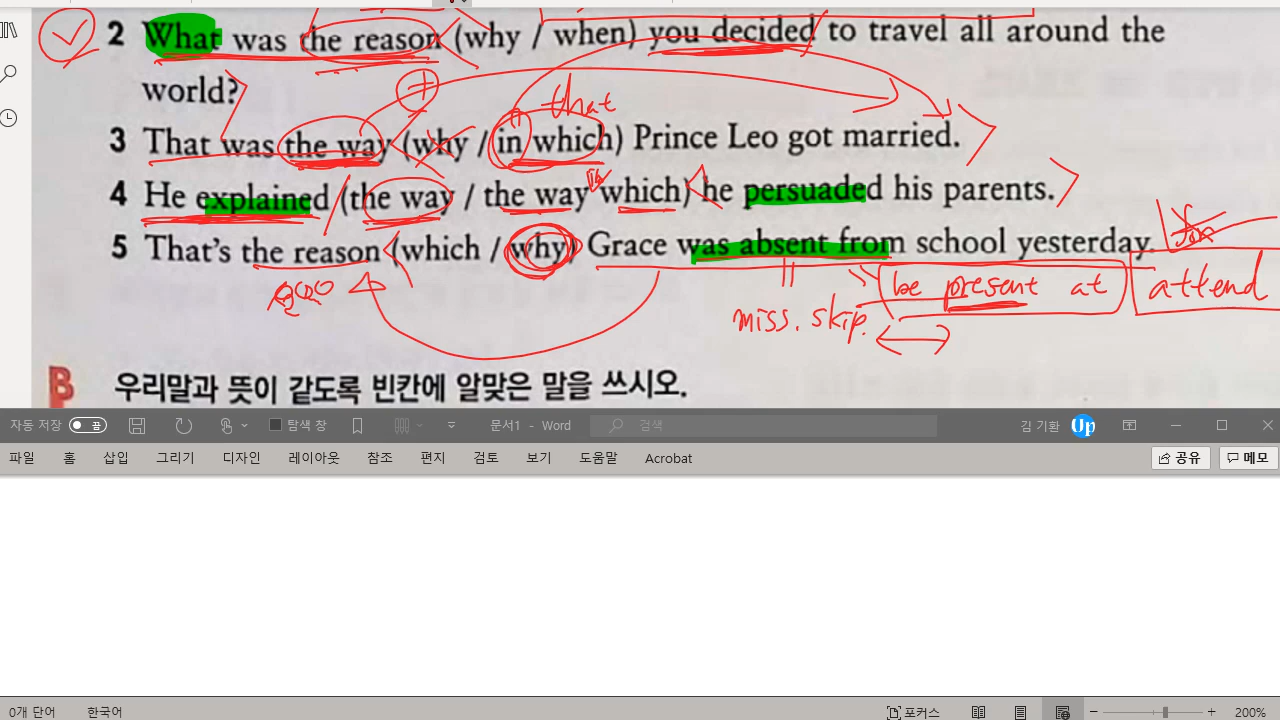 2 What was the reason (why / when) you decided to travel all around the
world?
that
3 That was the way (why / in which) Prince Leo got married.
in
4 He explained (the way / the way which) he persuaded his parents.
5 That's the reason (which / why) Grace was absent from school yesterday.
for
be present at
attend
miss. skip.
B 우리말과 뜻이 같도록 빈칸에 알맞은 말을 쓰시오.
자동 저장 끔 탐색 창 문서1 - Word 검색 김 기환 Up
파일 홈 삽입 그리기 디자인 레이아웃 참조 편지 검토 보기 도움말 Acrobat 공유 메모
0개 단어 한국어 포커스 200%